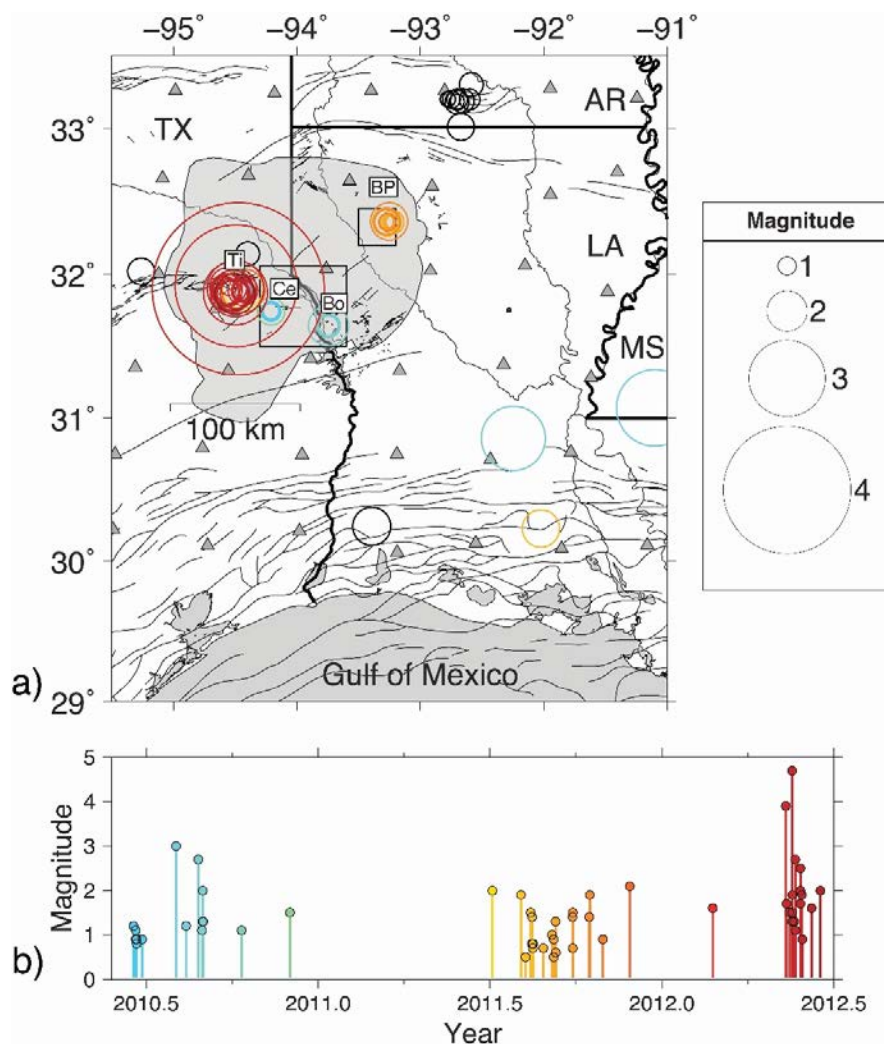 −95˚ −94˚ −93˚ −92˚ −91˚
33˚
32˚
31˚
30˚
29˚
TX
AR
BP
LA
Ti
Ce
Bo
MS
100 km
Gulf of Mexico
a)
Magnitude
1
2
3
4
5
4
3
2
1
0
Magnitude
b)
2010.5 2011.0 2011.5 2012.0 2012.5
Year